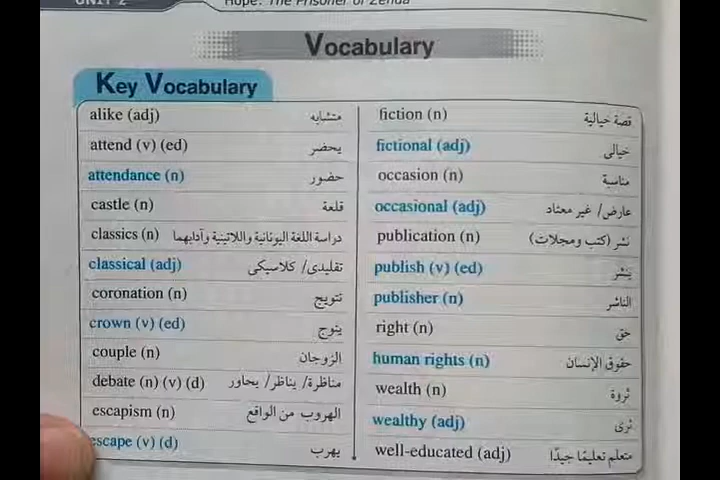 UNIT 2
Hope: The Prisoner of Zenda
Vocabulary
Key Vocabulary
alike (adj) متشابه
attend (v) (ed) يحضر
attendance (n) حضور
castle (n) قلعة
classics (n) دراسة اللغة اليونانية واللاتينية وآدابهما
classical (adj) تقليدى/ كلاسيكى
coronation (n) تتويج
crown (v) (ed) يتوج
couple (n) الزوجان
debate (n) (v) (d) مناظرة/ يناظر/ يحاور
escapism (n) الهروب من الواقع
escape (v) (d) يهرب
fiction (n) قصة خيالية
fictional (adj) خيالى
occasion (n) مناسبة
occasional (adj) عارض/ غير معتاد
publication (n) نشر (كتب ومجلات)
publish (v) (ed) ينشر
publisher (n) الناشر
right (n) حق
human rights (n) حقوق الإنسان
wealth (n) ثروة
wealthy (adj) ثرى
well-educated (adj) متعلم تعليمًا جيدًا